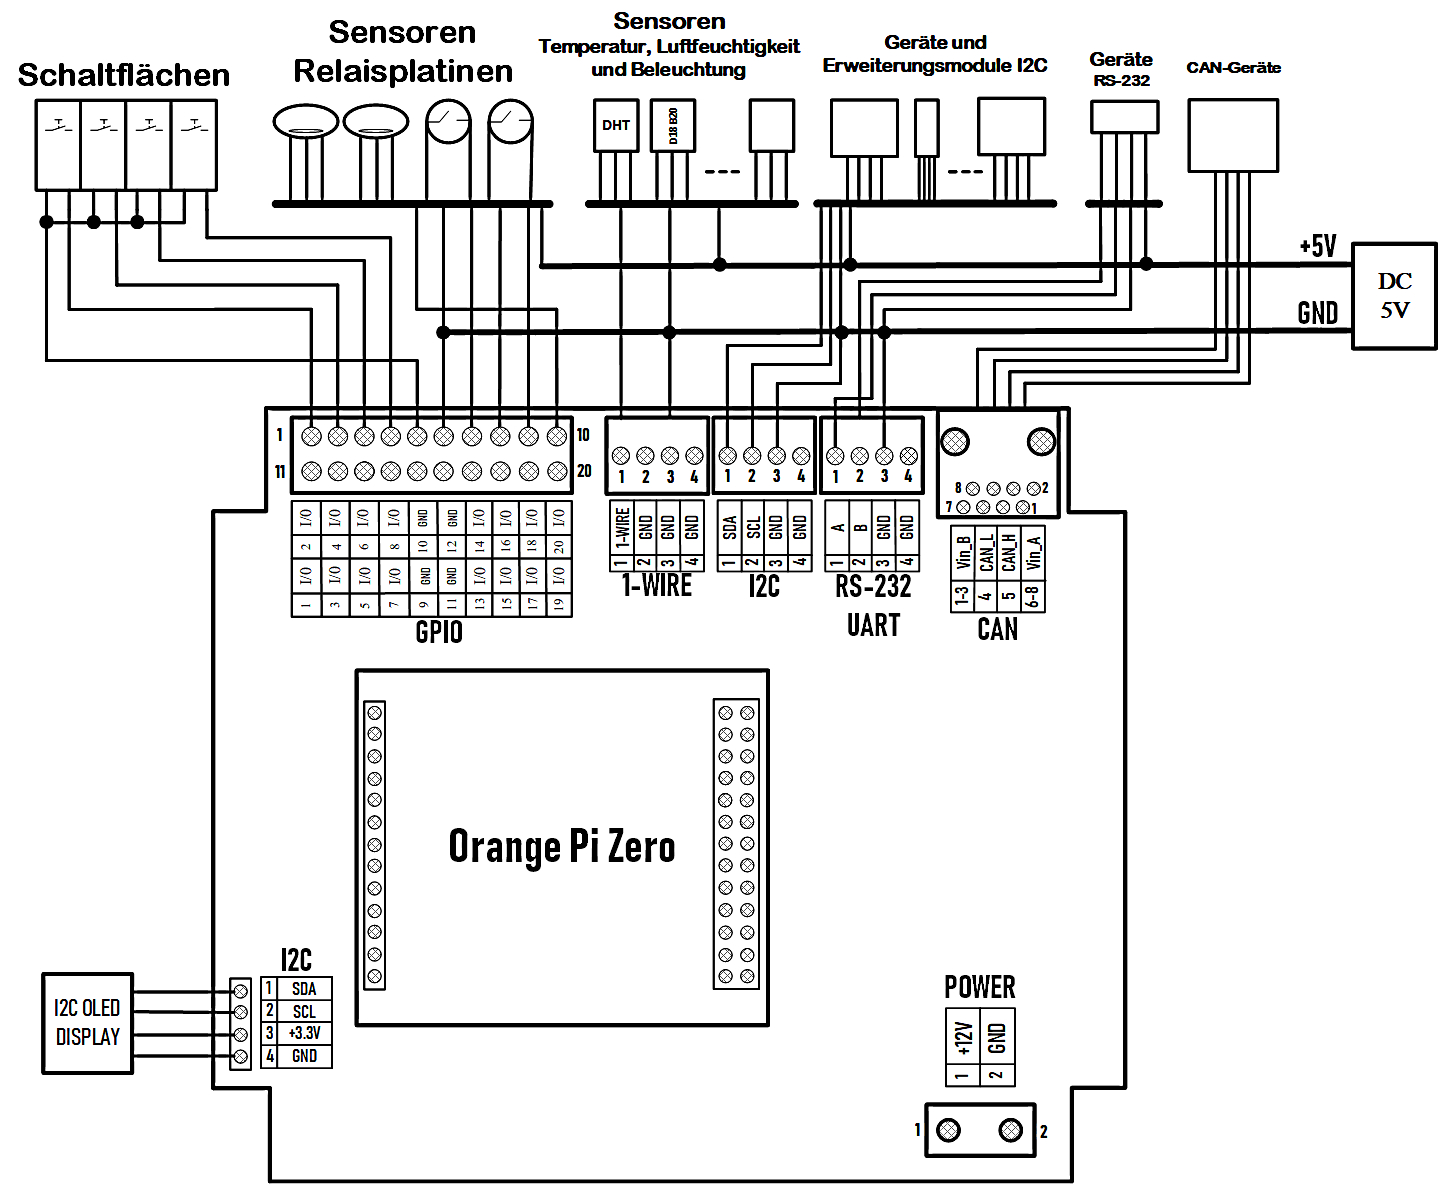 Schaltflächen
Sensoren
Relaisplatinen
Sensoren
Temperatur, Luftfeuchtigkeit
und Beleuchtung
Geräte und
Erweiterungsmodule I2C
Geräte
RS-232
CAN-Geräte
DHT
D18 B20
+5V
GND
DC
5V
1 10
11 20
I/O I/O I/O I/O GND GND I/O I/O I/O I/O
2 4 6 8 10 12 14 16 18 20
I/O I/O I/O I/O GND GND I/O I/O I/O I/O
1 3 5 7 9 11 13 15 17 19
GPIO
1 2 3 4
1-WIRE GND GND GND
1 2 3 4
1-WIRE
1 2 3 4
SDA SCL GND GND
1 2 3 4
I2C
1 2 3 4
A B GND GND
1 2 3 4
RS-232
UART
8 2
7 1
Vin_B CAN_L CAN_H Vin_A
1-3 4 5 6-8
CAN
Orange Pi Zero
I2C OLED
DISPLAY
I2C
1 SDA
2 SCL
3 +3.3V
4 GND
POWER
+12V GND
1 2
1 2